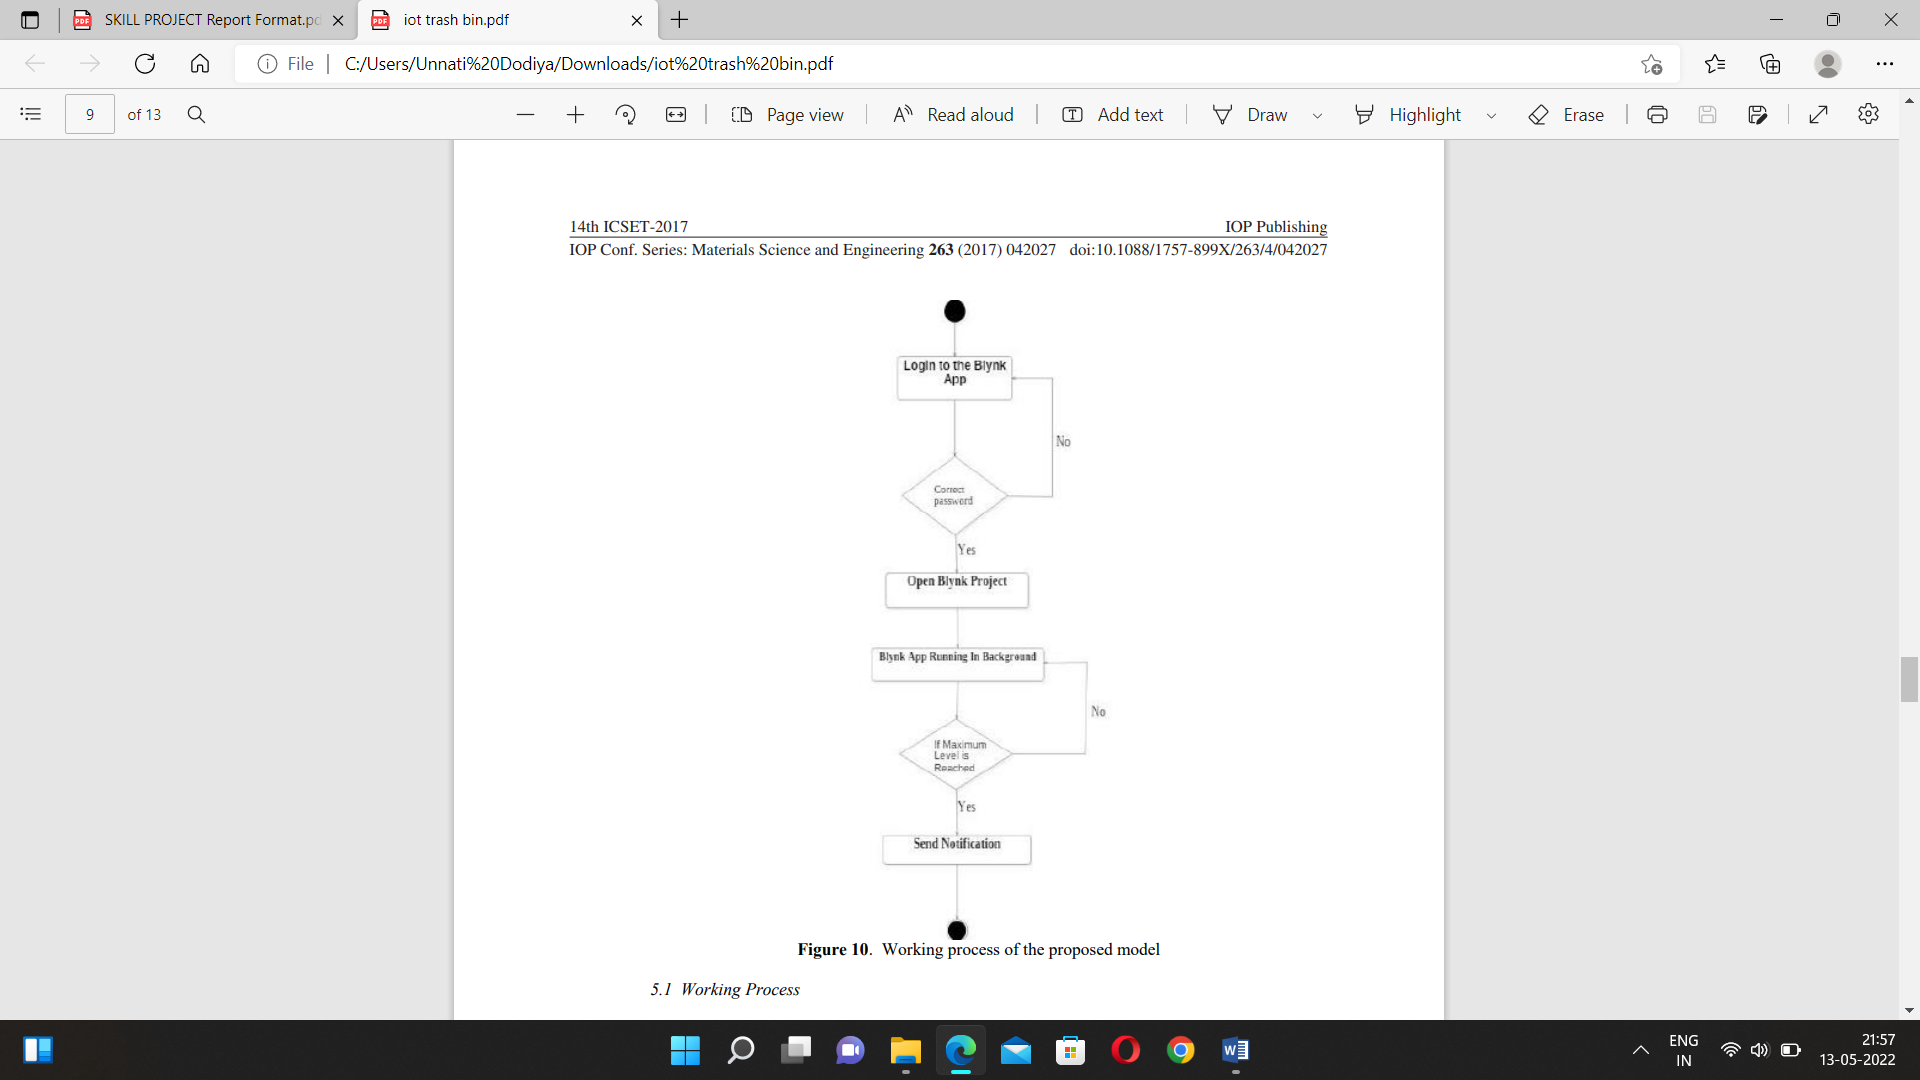 SKILL PROJECT Report Format.pc
iot trash bin.pdf
File
C:/Users/Unnati%20Dodiya/Downloads/iot%20trash%20bin.pdf
9 of 13
Page view
Read aloud
Add text
Draw
Highlight
Erase
14th ICSET-2017 IOP Publishing
IOP Conf. Series: Materials Science and Engineering 263 (2017) 042027 doi:10.1088/1757-899X/263/4/042027
Login to the Blynk
App
No
Correct
password
Yes
Open Blynk Project
Blynk App Running In Background
No
If Maximum
Level is
Reached
Yes
Send Notification
Figure 10. Working process of the proposed model
5.1 Working Process
ENG
IN
21:57
13-05-2022